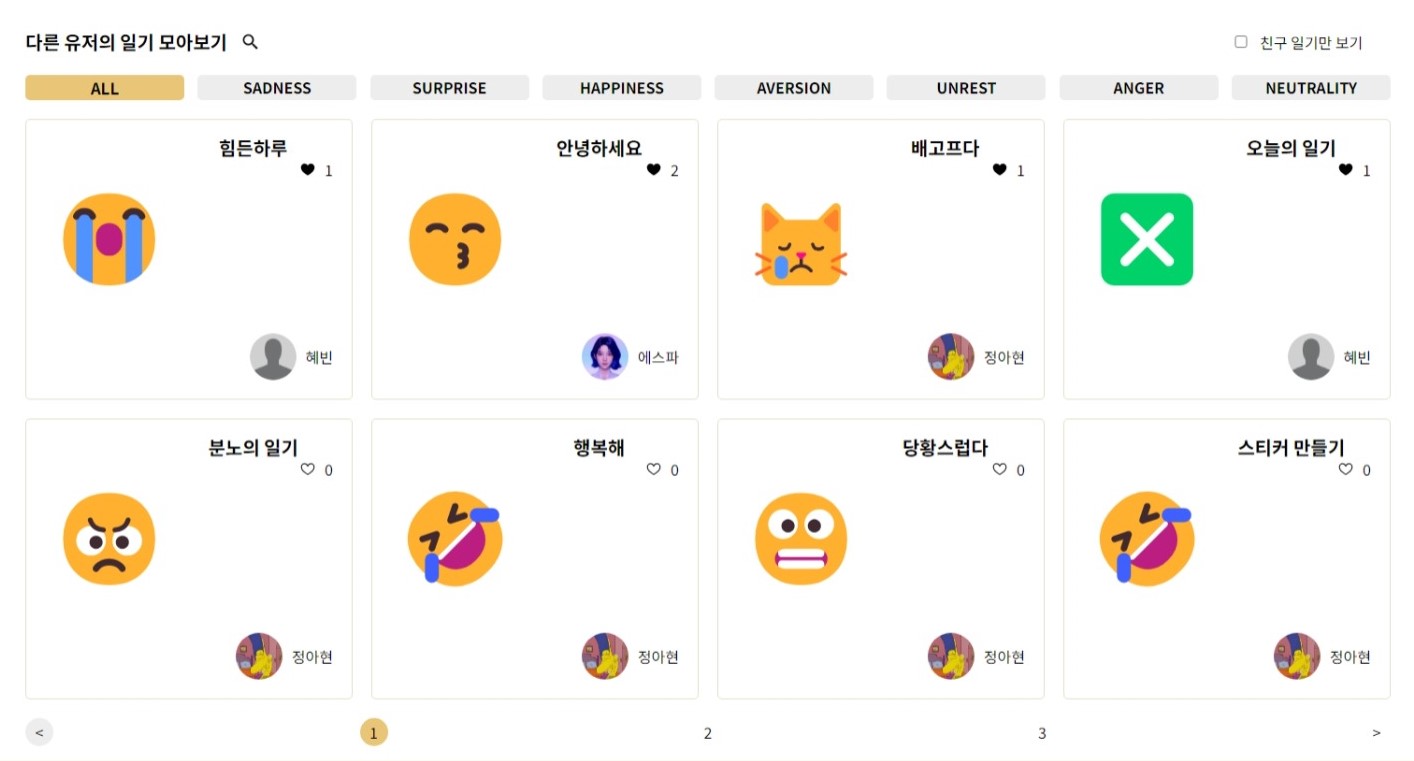 다른 유저의 일기 모아보기
친구 일기만 보기
ALL SADNESS SURPRISE HAPPINESS AVERSION UNREST ANGER NEUTRALITY
힘든하루
1
혜빈
안녕하세요
2
에스파
배고프다
1
정아현
오늘의 일기
1
혜빈
분노의 일기
0
정아현
행복해
0
정아현
당황스럽다
0
정아현
스티커 만들기
0
정아현
< 1 2 3 >